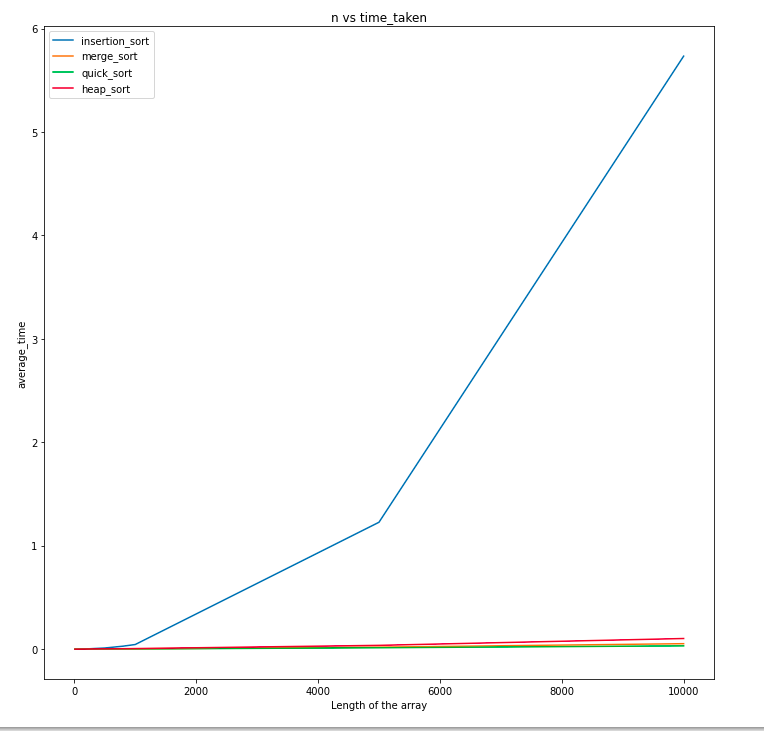 n vs time_taken
insertion_sort
merge_sort
quick_sort
heap_sort
6
5
4
3
2
1
0
average_time
0 2000 4000 6000 8000 10000
Length of the array